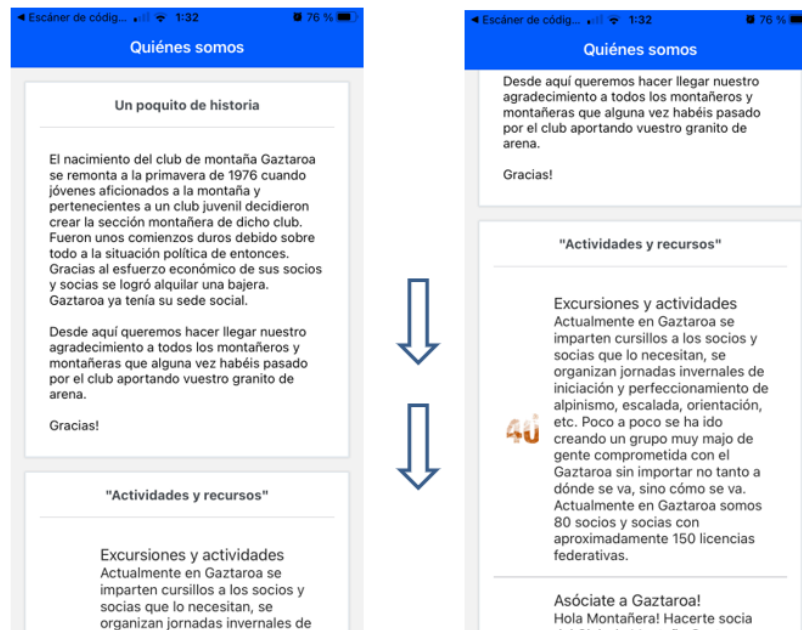 Escáner de códig... 1:32 76 %
Quiénes somos
Un poquito de historia
El nacimiento del club de montaña Gaztaroa
se remonta a la primavera de 1976 cuando
jóvenes aficionados a la montaña y
pertenecientes a un club juvenil decidieron
crear la sección montañera de dicho club.
Fueron unos comienzos duros debido sobre
todo a la situación política de entonces.
Gracias al esfuerzo económico de sus socios
y socias se logró alquilar una bajera.
Gaztaroa ya tenía su sede social.
Desde aquí queremos hacer llegar nuestro
agradecimiento a todos los montañeros y
montañeras que alguna vez habéis pasado
por el club aportando vuestro granito de
arena.
Gracias!
"Actividades y recursos"
Excursiones y actividades
Actualmente en Gaztaroa se
imparten cursillos a los socios y
socias que lo necesitan, se
organizan jornadas invernales de
Escáner de códig... 1:32 76 %
Quiénes somos
Desde aquí queremos hacer llegar nuestro
agradecimiento a todos los montañeros y
montañeras que alguna vez habéis pasado
por el club aportando vuestro granito de
arena.
Gracias!
"Actividades y recursos"
40
Excursiones y actividades
Actualmente en Gaztaroa se
imparten cursillos a los socios y
socias que lo necesitan, se
organizan jornadas invernales de
iniciación y perfeccionamiento de
alpinismo, escalada, orientación,
etc. Poco a poco se ha ido
creando un grupo muy majo de
gente comprometida con el
Gaztaroa sin importar no tanto a
dónde se va, sino cómo se va.
Actualmente en Gaztaroa somos
80 socios y socias con
aproximadamente 150 licencias
federativas.
Asóciate a Gaztaroa!
Hola Montañera! Hacerte socia